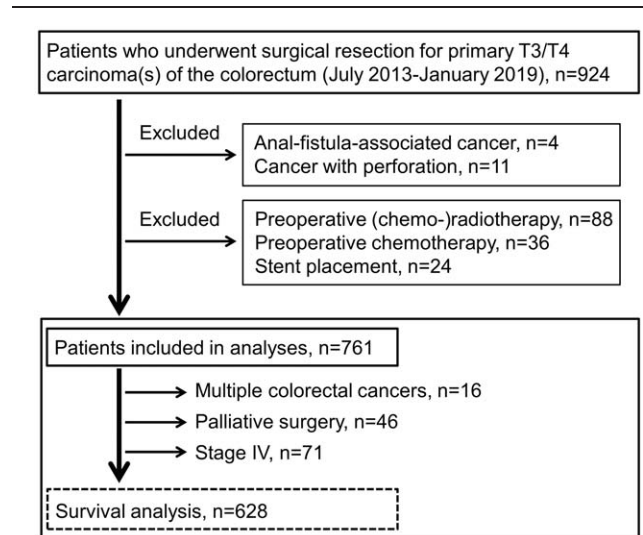 Patients who underwent surgical resection for primary T3/T4
carcinoma(s) of the colorectum (July 2013-January 2019), n=924
Excluded
Anal-fistula-associated cancer, n=4
Cancer with perforation, n=11
Excluded
Preoperative (chemo-)radiotherapy, n=88
Preoperative chemotherapy, n=36
Stent placement, n=24
Patients included in analyses, n=761
Multiple colorectal cancers, n=16
Palliative surgery, n=46
Stage IV, n=71
Survival analysis, n=628